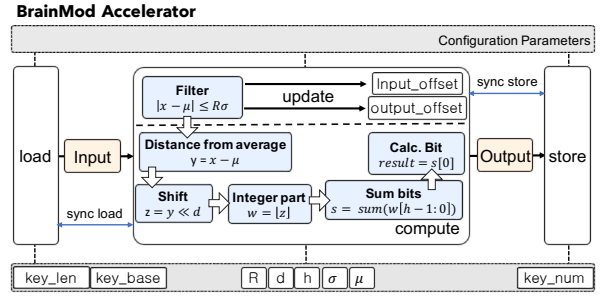 BrainMod Accelerator
Configuration Parameters
Filter
|x − μ| ≤ Rσ
update
Input_offset
output_offset
sync store
load
Input
Distance from average
y = x − μ
Calc. Bit
result = s[0]
Output
store
Shift
z = y ≪ d
Integer part
w = ⌊z⌋
Sum bits
s = sum(w[h − 1: 0])
sync load
compute
key_len
key_base
R
d
h
σ
μ
key_num